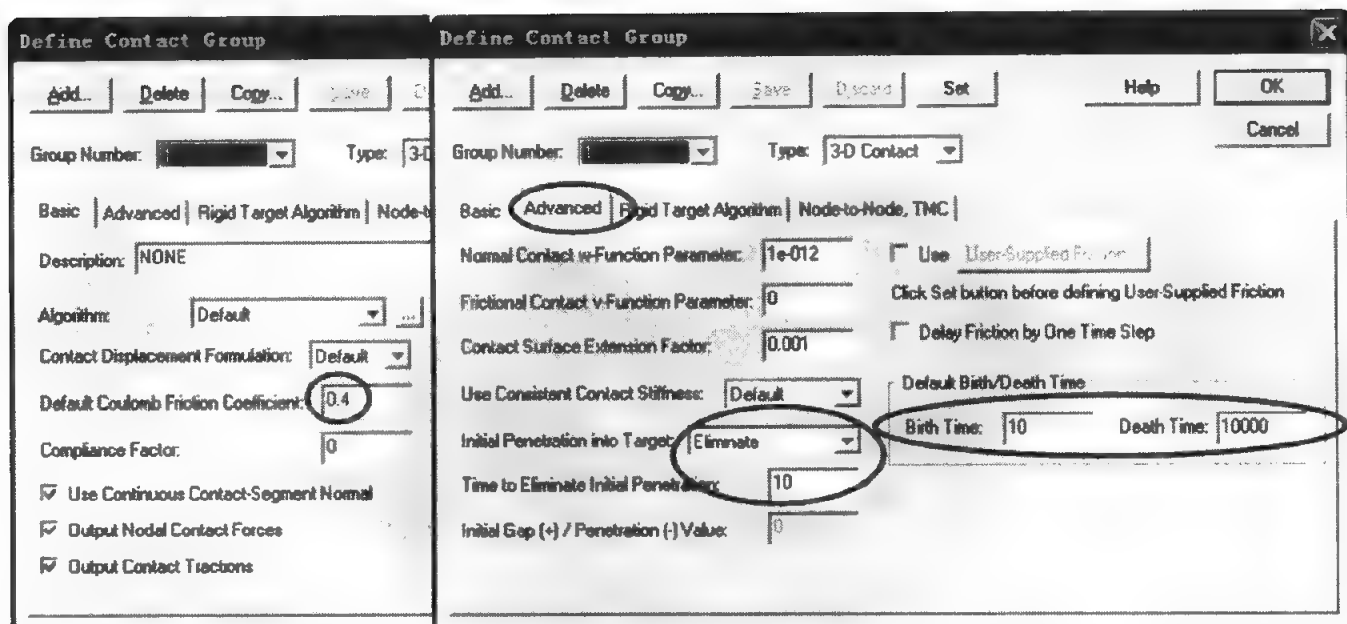 Define Contact Group
Add... Delete Copy...
Group Number:
Type: 3-D
Basic Advanced Rigid Target Algorithm Node-t
Description: NONE
Algorithm: Default ...
Contact Displacement Formulation: Default
Default Coulomb Friction Coefficient: 0.4
Compliance Factor: 0
Use Continuous Contact-Segment Normal
Output Nodal Contact Forces
Output Contact Tractions
Define Contact Group
Add... Delete Copy... Save Discard Set Help OK
Cancel
Group Number: Type: 3-D Contact
Basic Advanced Rigid Target Algorithm Node-to-Node, TMC
Normal Contact w-Function Parameter: 1e-012
Use User-Supplied Friction
Frictional Contact v-Function Parameter: 0
Click Set button before defining User-Supplied Friction
Contact Surface Extension Factor: 0.001
Delay Friction by One Time Step
Use Consistent Contact Stiffness: Default
Default Birth/Death Time
Birth Time: 10 Death Time: 10000
Initial Penetration into Target: Eliminate
Time to Eliminate Initial Penetration: 10
Initial Gap (+) / Penetration (-) Value: 0